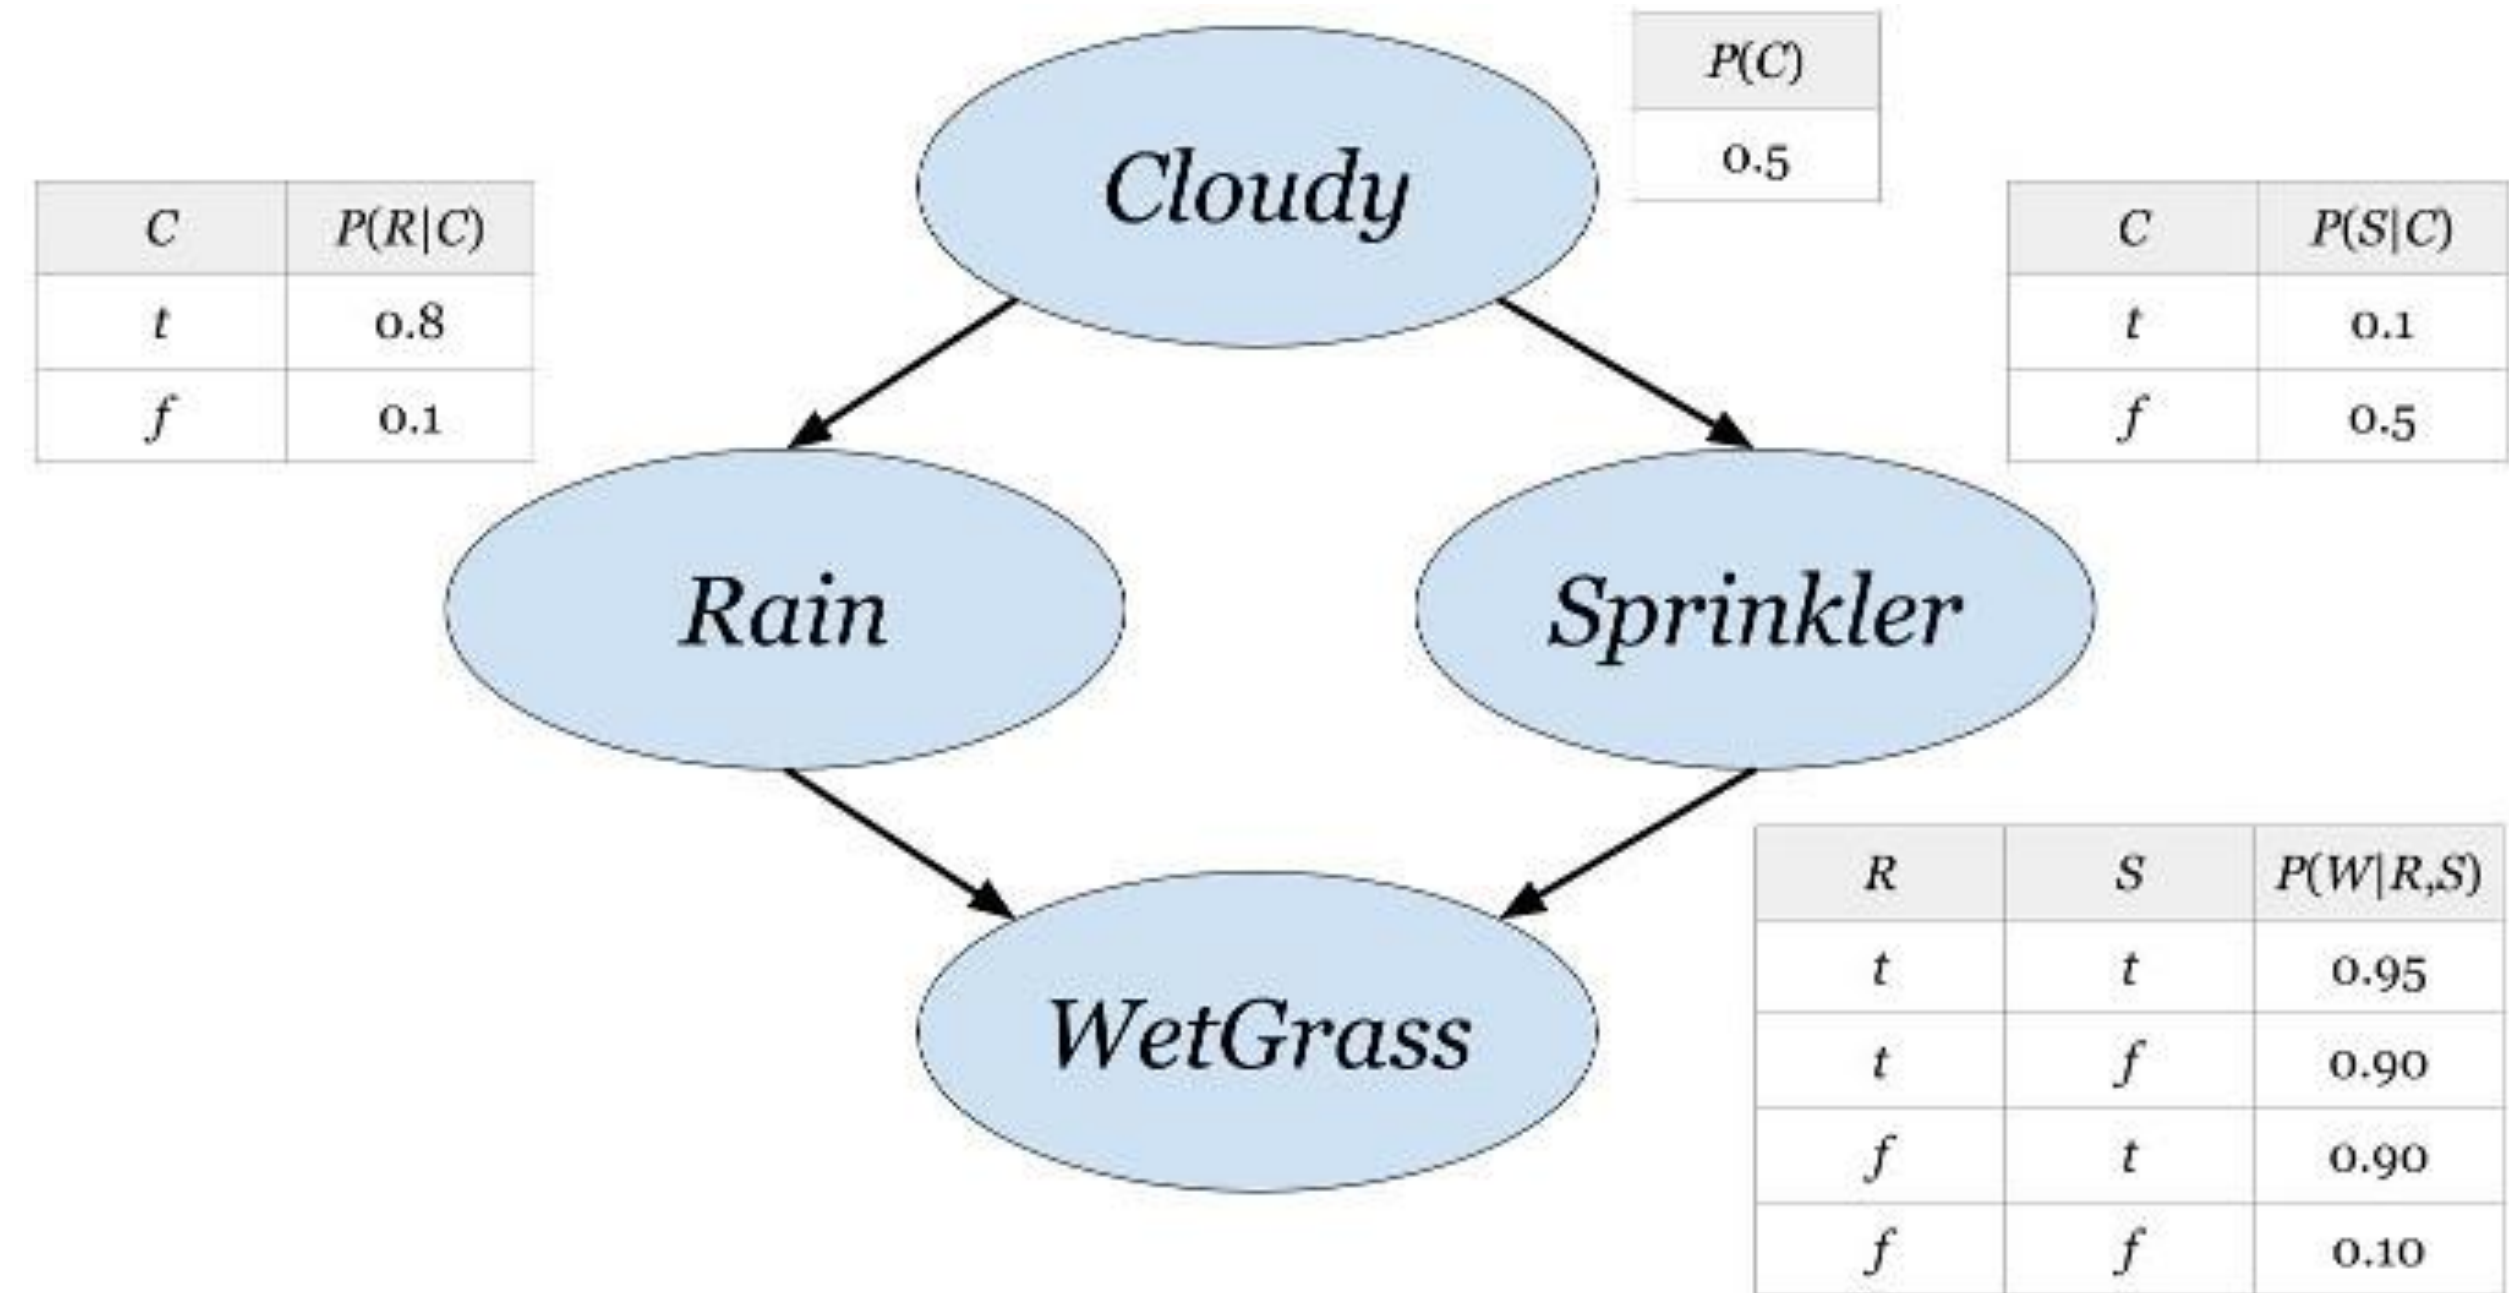 P(C)
0.5
Cloudy
C P(R|C)
t 0.8
f 0.1
C P(S|C)
t 0.1
f 0.5
Rain
Sprinkler
WetGrass
R S P(W|R,S)
t t 0.95
t f 0.90
f t 0.90
f f 0.10